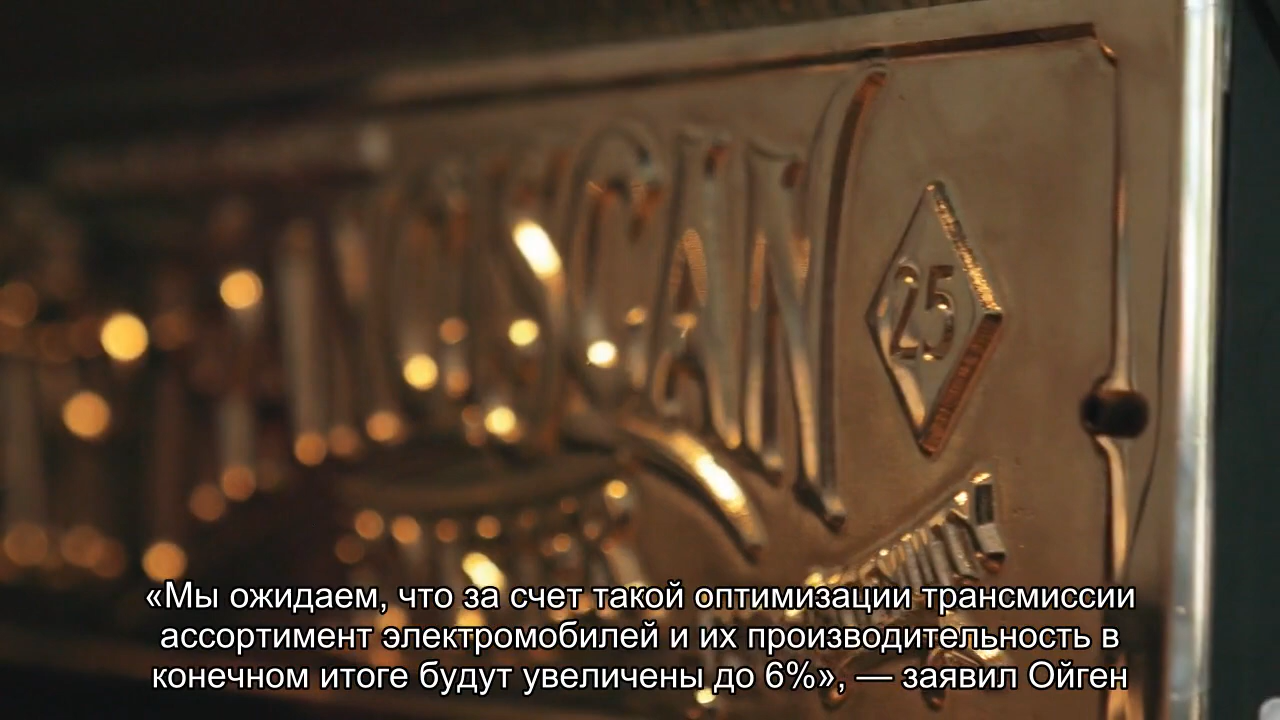 25
«Мы ожидаем, что за счет такой оптимизации трансмиссии
ассортимент электромобилей и их производительность в
конечном итоге будут увеличены до 6%», — заявил Ойген